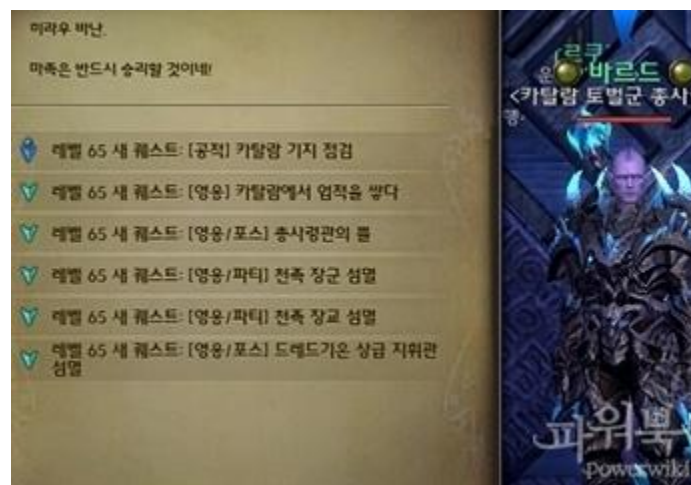 미라우 바난.
마족은 반드시 승리할 것이네!
레벨 65 새 퀘스트: [공적] 카탈람 기지 점검
레벨 65 새 퀘스트: [영웅] 카탈람에서 업적을 쌓다
레벨 65 새 퀘스트: [영웅/포스] 총사령관의 뿔
레벨 65 새 퀘스트: [영웅/파티] 천족 장군 섬멸
레벨 65 새 퀘스트: [영웅/파티] 천족 장교 섬멸
레벨 65 새 퀘스트: [영웅/포스] 드레드기온 상급 지휘관
섬멸
르쿠
바르드
<카탈람 토벌군 총사
파워북
powerwiki